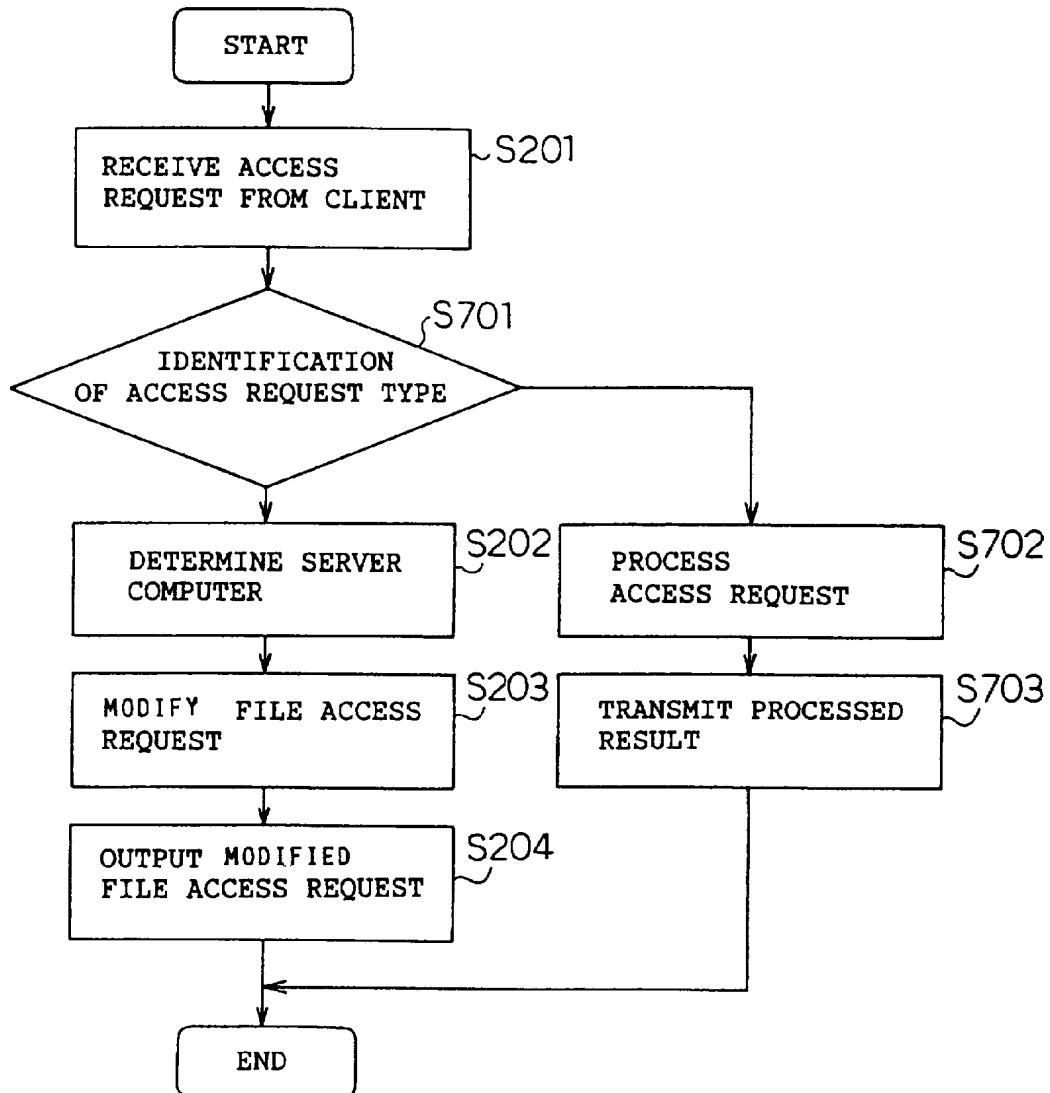 START
RECEIVE ACCESS
REQUEST FROM CLIENT
S201
S701
IDENTIFICATION
OF ACCESS REQUEST TYPE
DETERMINE SERVER
COMPUTER
S202
PROCESS
ACCESS REQUEST
S702
MODIFY FILE ACCESS
REQUEST
S203
TRANSMIT PROCESSED
RESULT
S703
OUTPUT MODIFIED
FILE ACCESS REQUEST
S204
END